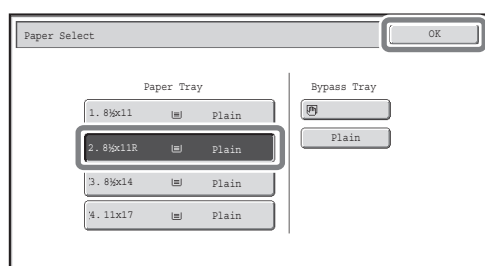 Paper Select
OK
Paper Tray
Bypass Tray
1. 8½x11 Plain
2. 8½x11R Plain
3. 8½x14 Plain
4. 11x17 Plain
Plain